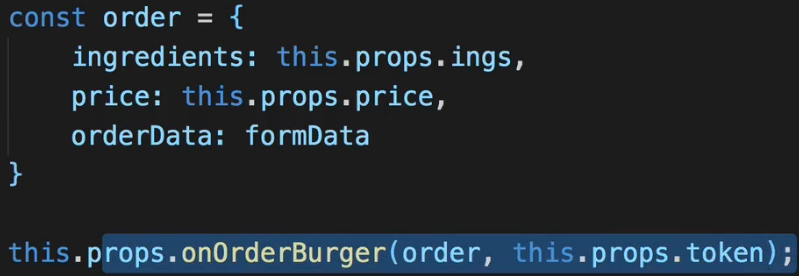 const order = {
ingredients: this.props.ings,
price: this.props.price,
orderData: formData
}
this.props.onOrderBurger(order, this.props.token);